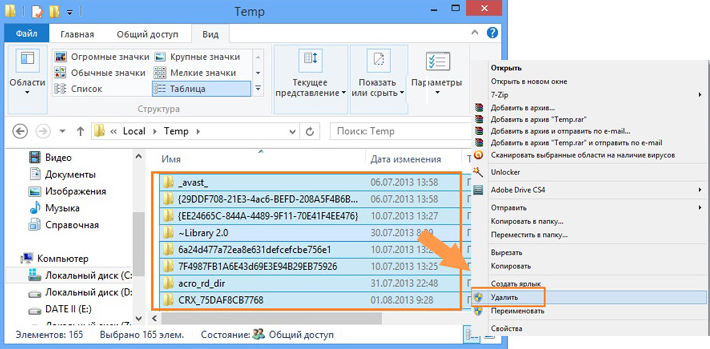 Temp
Файл
Главная
Общий доступ
Вид
Области
Огромные значки
Крупные значки
Обычные значки
Мелкие значки
Список
Таблица
Структура
Текущее представление
Показать или скрыть
Параметры
Local
Temp
Поиск: Temp
Видео
Документы
Изображения
Музыка
Справочная
Компьютер
Локальный диск (C:
Локальный диск (D:
DATE II (E:)
Имя
Дата изменения
_avast_ 06.07.2013 13:58
{29DDF708-21E3-4ac6-BEFD-208A5F4B6B... 06.07.2013 13:58
{EE24665C-844A-4489-9F11-70E41F4EE476} 10.07.2013 13:27
~Library 2.0 30.07.2013
6a24d477a72ea8e631defcefcbe756e1 10.07.2013
7F4987FB1A6E43d69E3E94B29EB75926 10.07.2013 13:25
acro_rd_dir 31.07.2013 22:48
CRX_75DAF8CB7768 01.08.2013 9:28
Элементов: 165
Выбрано 165 элем.
Состояние:
Общий доступ
Открыть
Открыть в новом окне
7-Zip
Добавить в архив...
Добавить в архив "Temp.rar"
Добавить в архив и отправить по e-mail...
Добавить в архив "Temp.rar" и отправить по e-mail
Сканировать выбранные области на наличие вирусов
Unlocker
Adobe Drive CS4
Отправить
Копировать в папку...
Переместить в папку...
Вырезать
Копировать
Создать ярлык
Удалить
Переименовать
Свойства